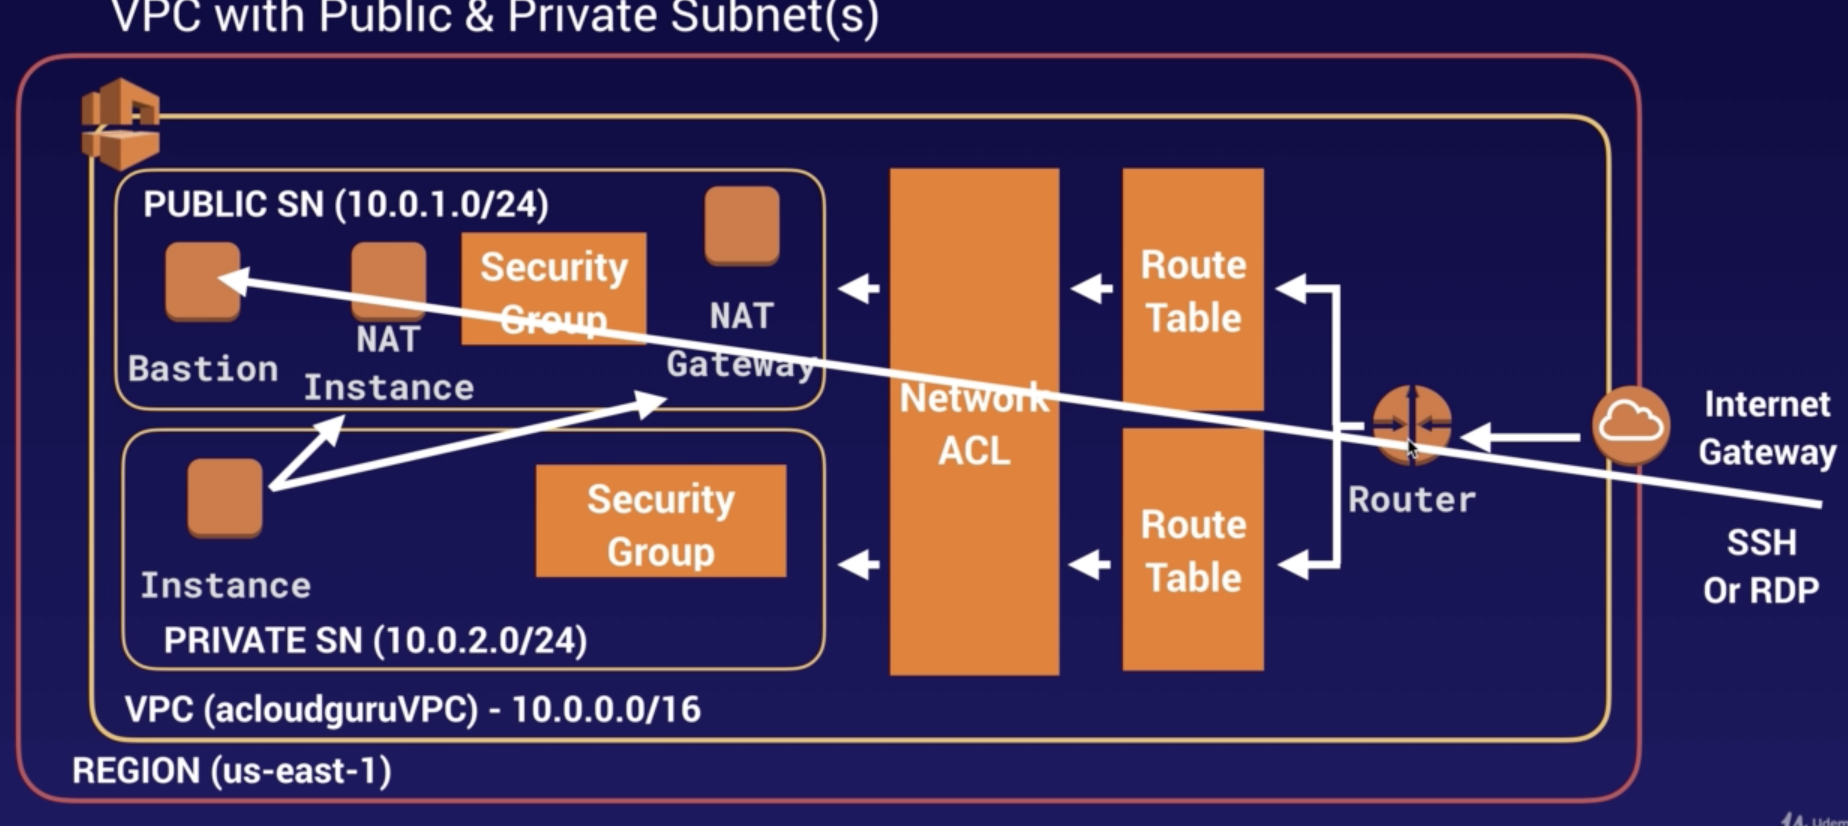 VPC with Public & Private Subnet(s)
PUBLIC SN (10.0.1.0/24)
Bastion
NAT
Instance
Security
Group
NAT
Gateway
Network
ACL
Route
Table
Route
Table
Router
Internet
Gateway
SSH
Or RDP
Instance
Security
Group
PRIVATE SN (10.0.2.0/24)
VPC (acloudguruVPC) - 10.0.0.0/16
REGION (us-east-1)